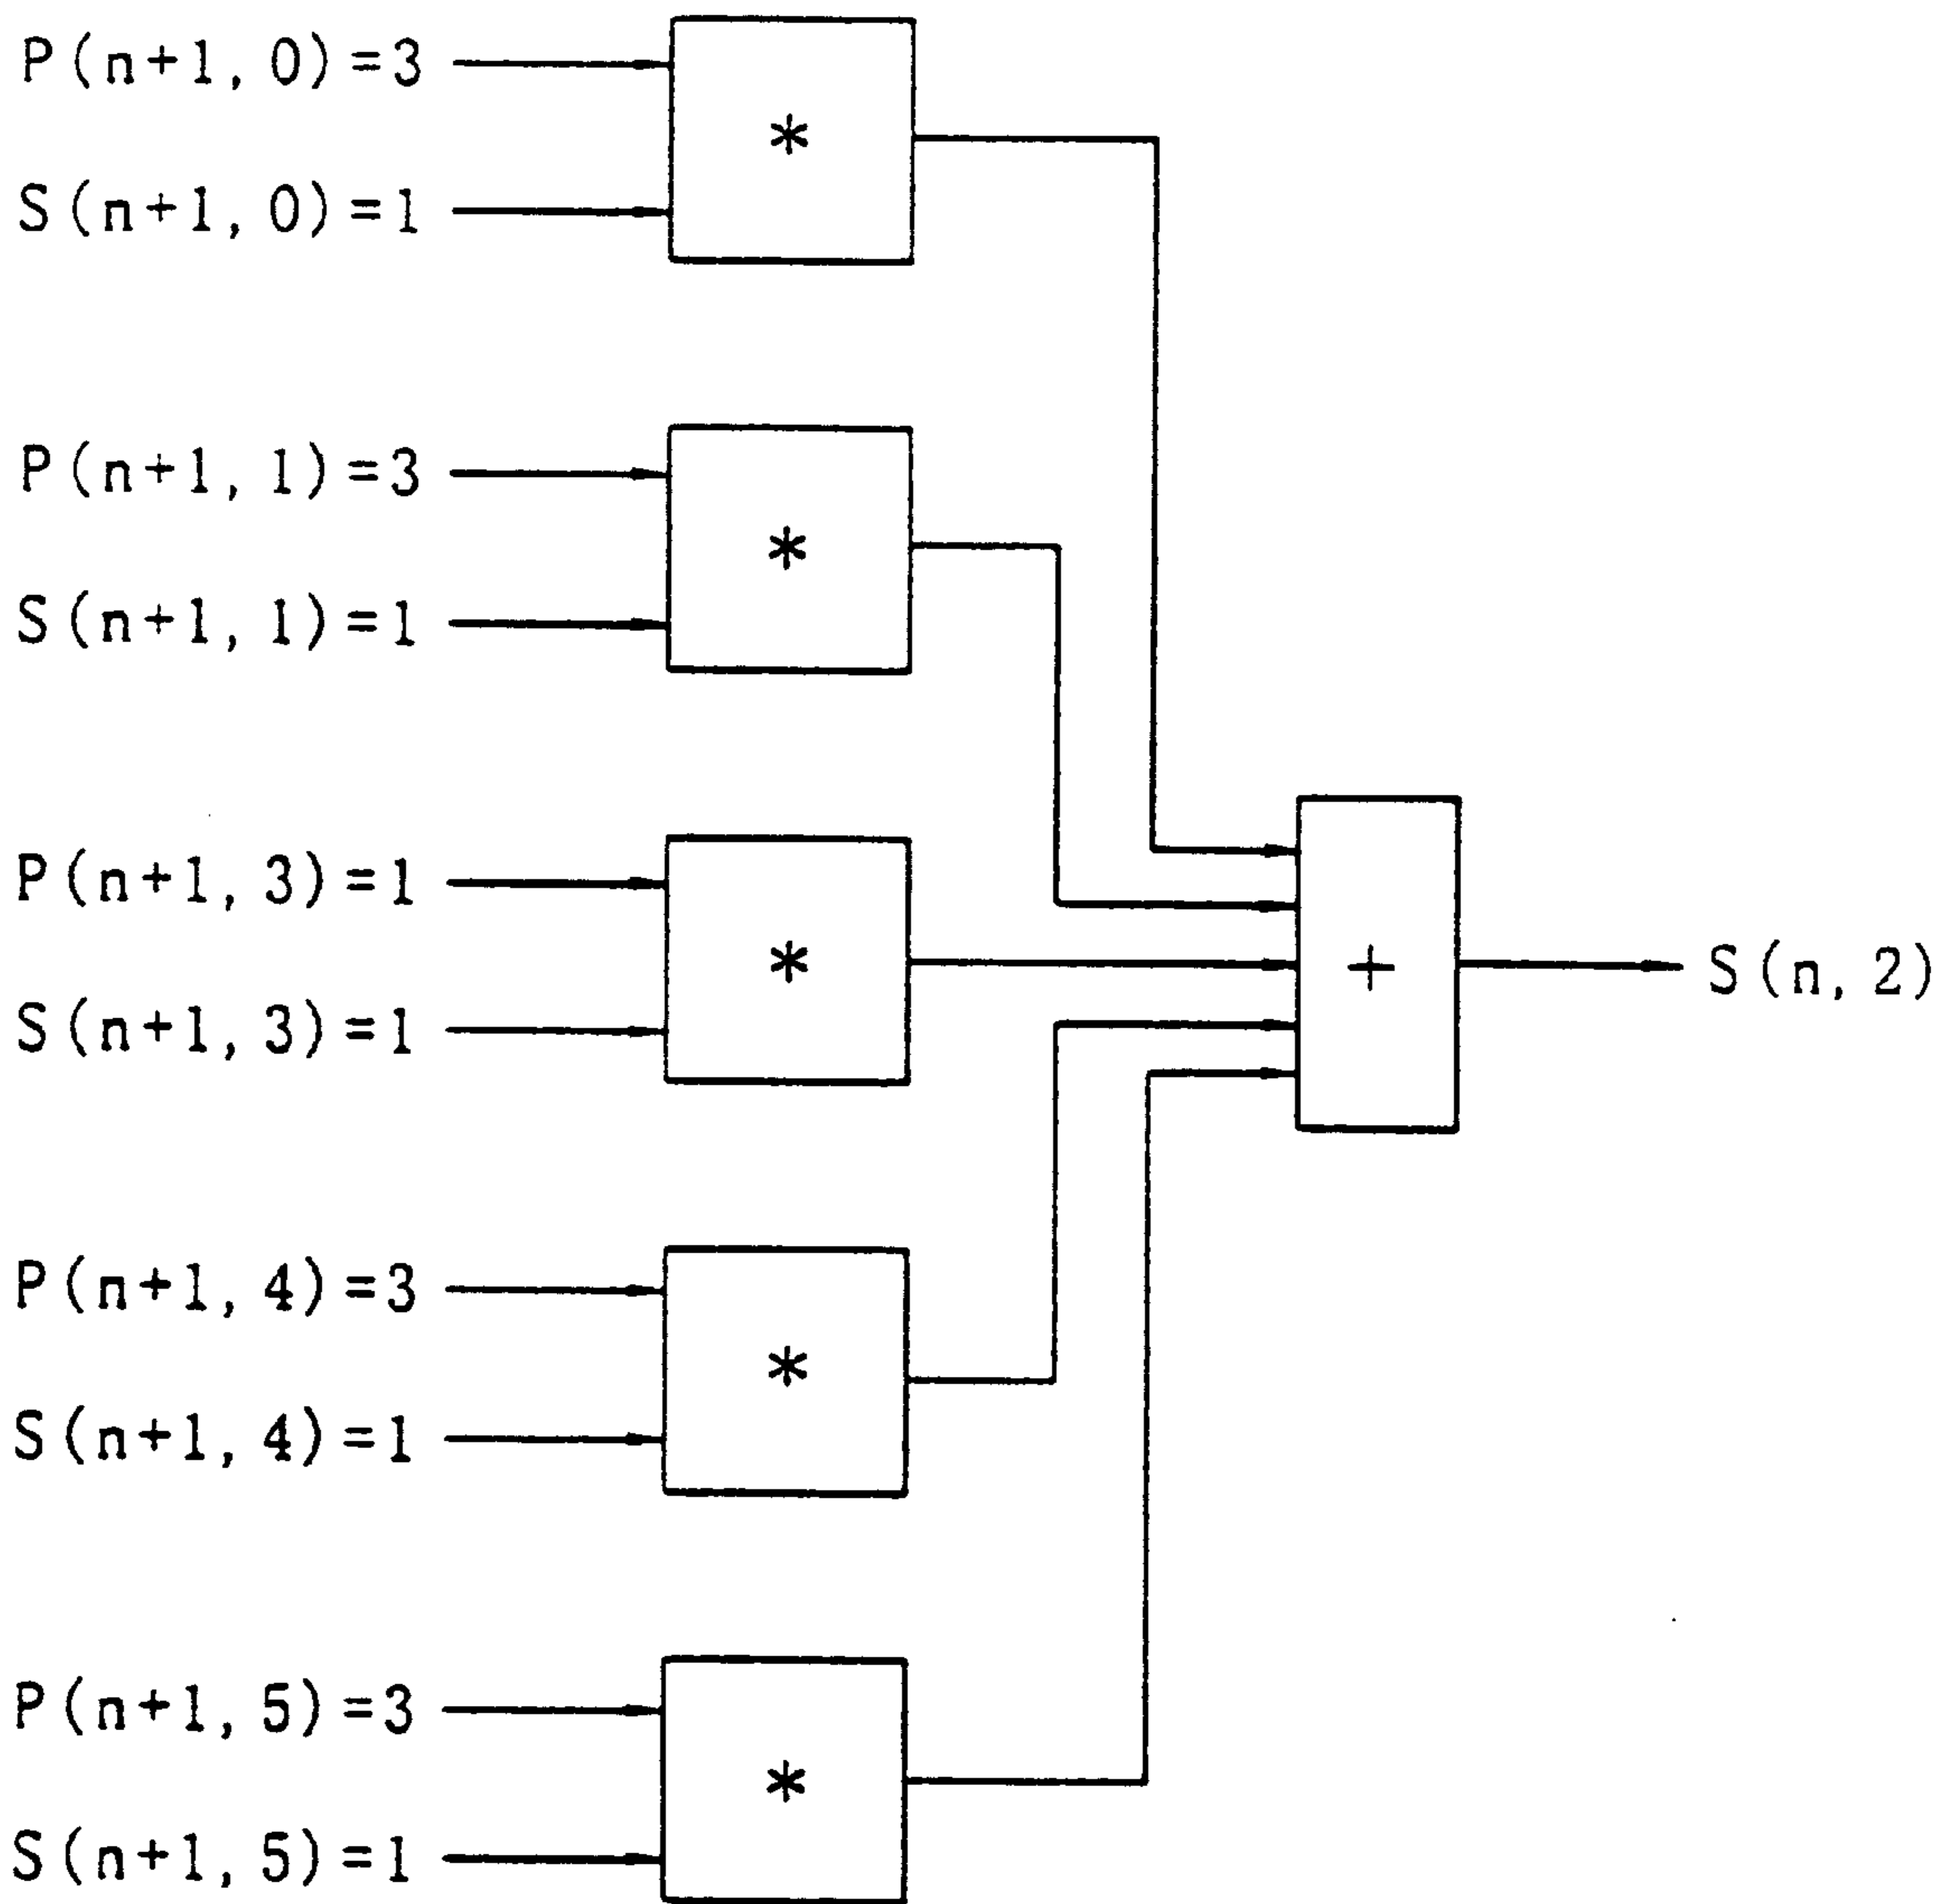 P(n+1, 0)=3
*
S(n+1, 0)=1
P(n+1, 1)=3
*
S(n+1, 1)=1
P(n+1, 3)=1
*
S(n+1, 3)=1
+
S(n, 2)
P(n+1, 4)=3
*
S(n+1, 4)=1
P(n+1, 5)=3
*
S(n+1, 5)=1